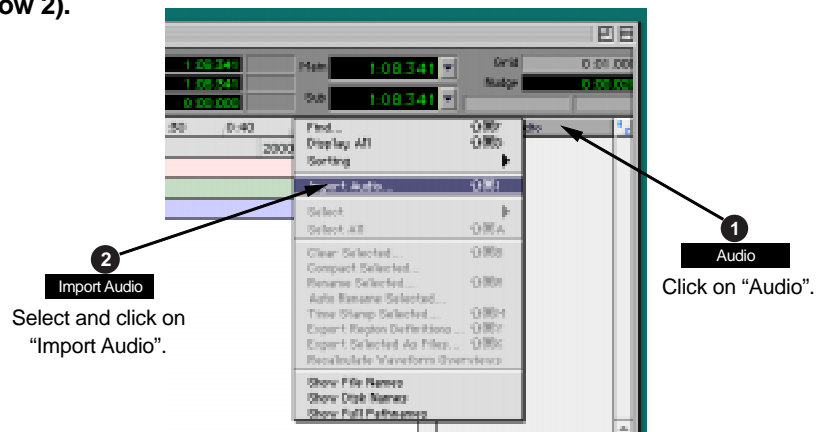 ow 2).
1:08.341
1:08.341
0:00.000
Main 1:08.341
Sub 1:08.341
Grid 0:01.000
Nudge 0:00.020
0:40
2000
Find...
Display All
Sorting
Import Audio...
Select
Select All
Clear Selected...
Compact Selected...
Rename Selected...
Auto Rename Selected...
Time Stamp Selected...
Export Region Definitions...
Export Selected As Files...
Recalculate Waveform Overviews
Show File Names
Show Disk Names
Show Full Pathnames
1
Audio
Click on “Audio”.
2
Import Audio
Select and click on
“Import Audio”.